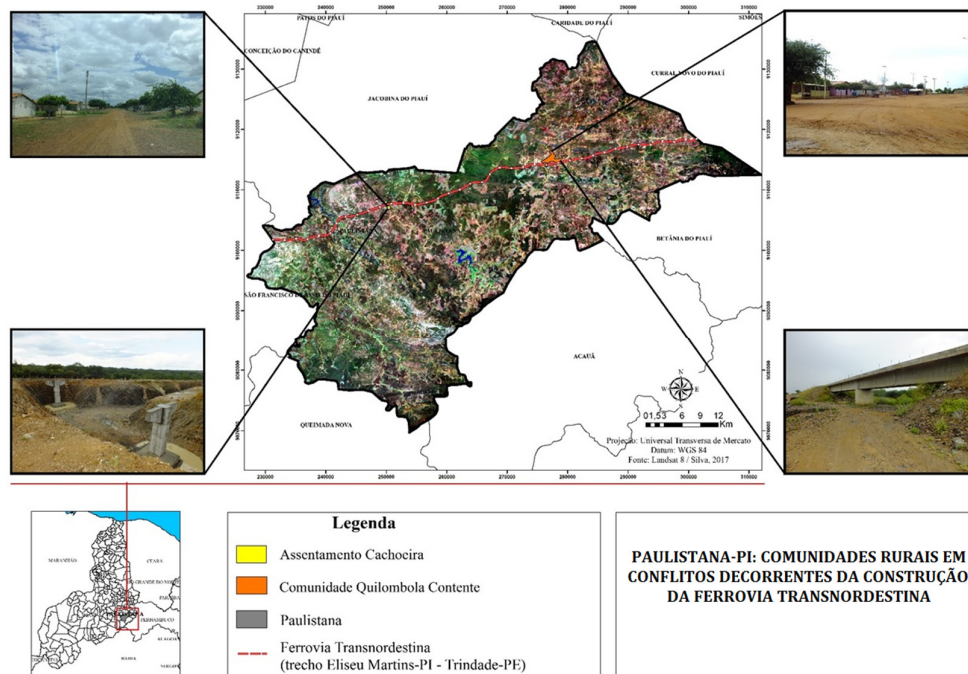 PATOS DO PIAUÍ
CARIDADE DO PIAUÍ
SIMÕES
CONCEIÇÃO DO CANINDÉ
CURRAL NOVO DO PIAUÍ
JACOBINA DO PIAUÍ
BETÂNIA DO PIAUÍ
SÃO FRANCISCO DE ASSIS DO PIAUÍ
ACAUÃ
QUEIMADA NOVA
230000 240000 250000 260000 270000 280000 290000 300000 310000
N
W E
S
0 1,5 3 6 9 12
Km
Projeção: Universal Transversa de Mercato
Datum: WGS 84
Fonte: Landsat 8 / Silva, 2017
MARANHÃO
CEARÁ
PERNAMBUCO
BAHIA
Legenda
Assentamento Cachoeira
Comunidade Quilombola Contente
Paulistana
Ferrovia Transnordestina
(trecho Eliseu Martins-PI - Trindade-PE)
PAULISTANA-PI: COMUNIDADES RURAIS EM
CONFLITOS DECORRENTES DA CONSTRUÇÃO
DA FERROVIA TRANSNORDESTINA